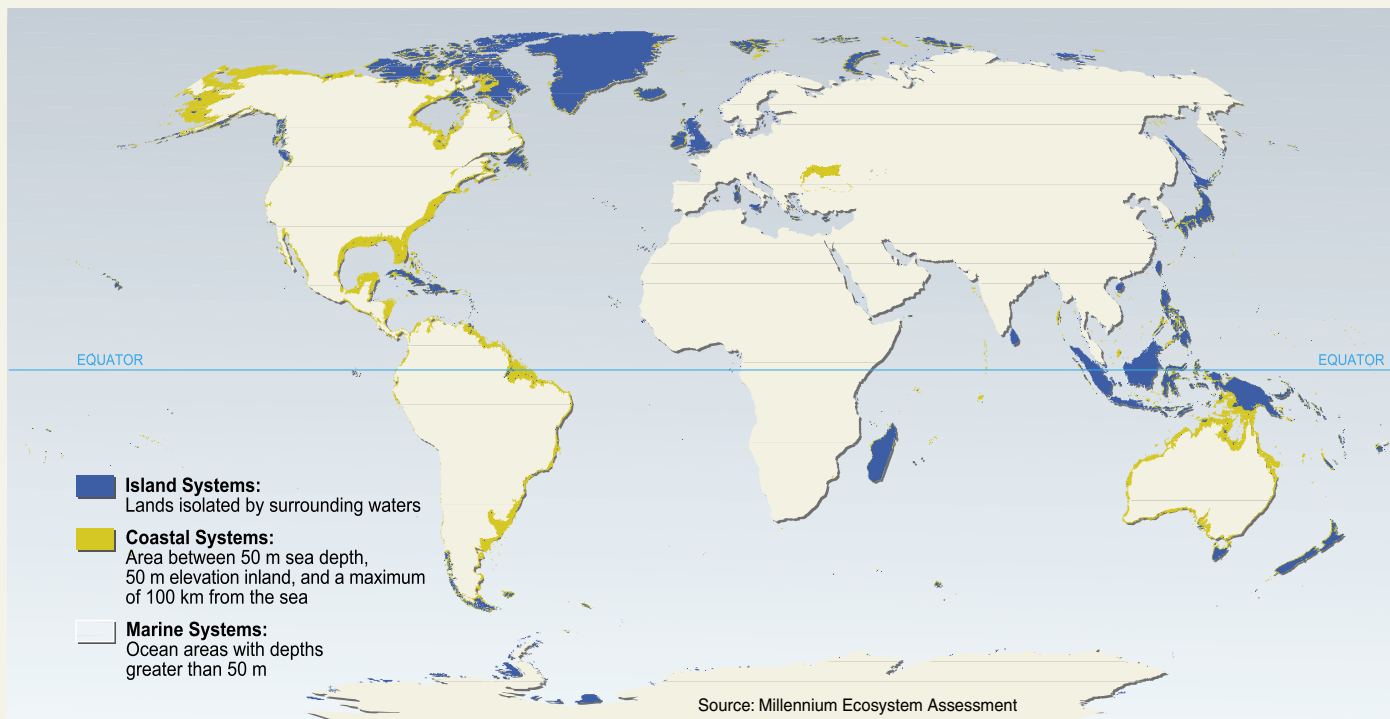 EQUATOR
EQUATOR
Island Systems:
Lands isolated by surrounding waters
Coastal Systems:
Area between 50 m sea depth,
50 m elevation inland, and a maximum
of 100 km from the sea
Marine Systems:
Ocean areas with depths
greater than 50 m
Source: Millennium Ecosystem Assessment